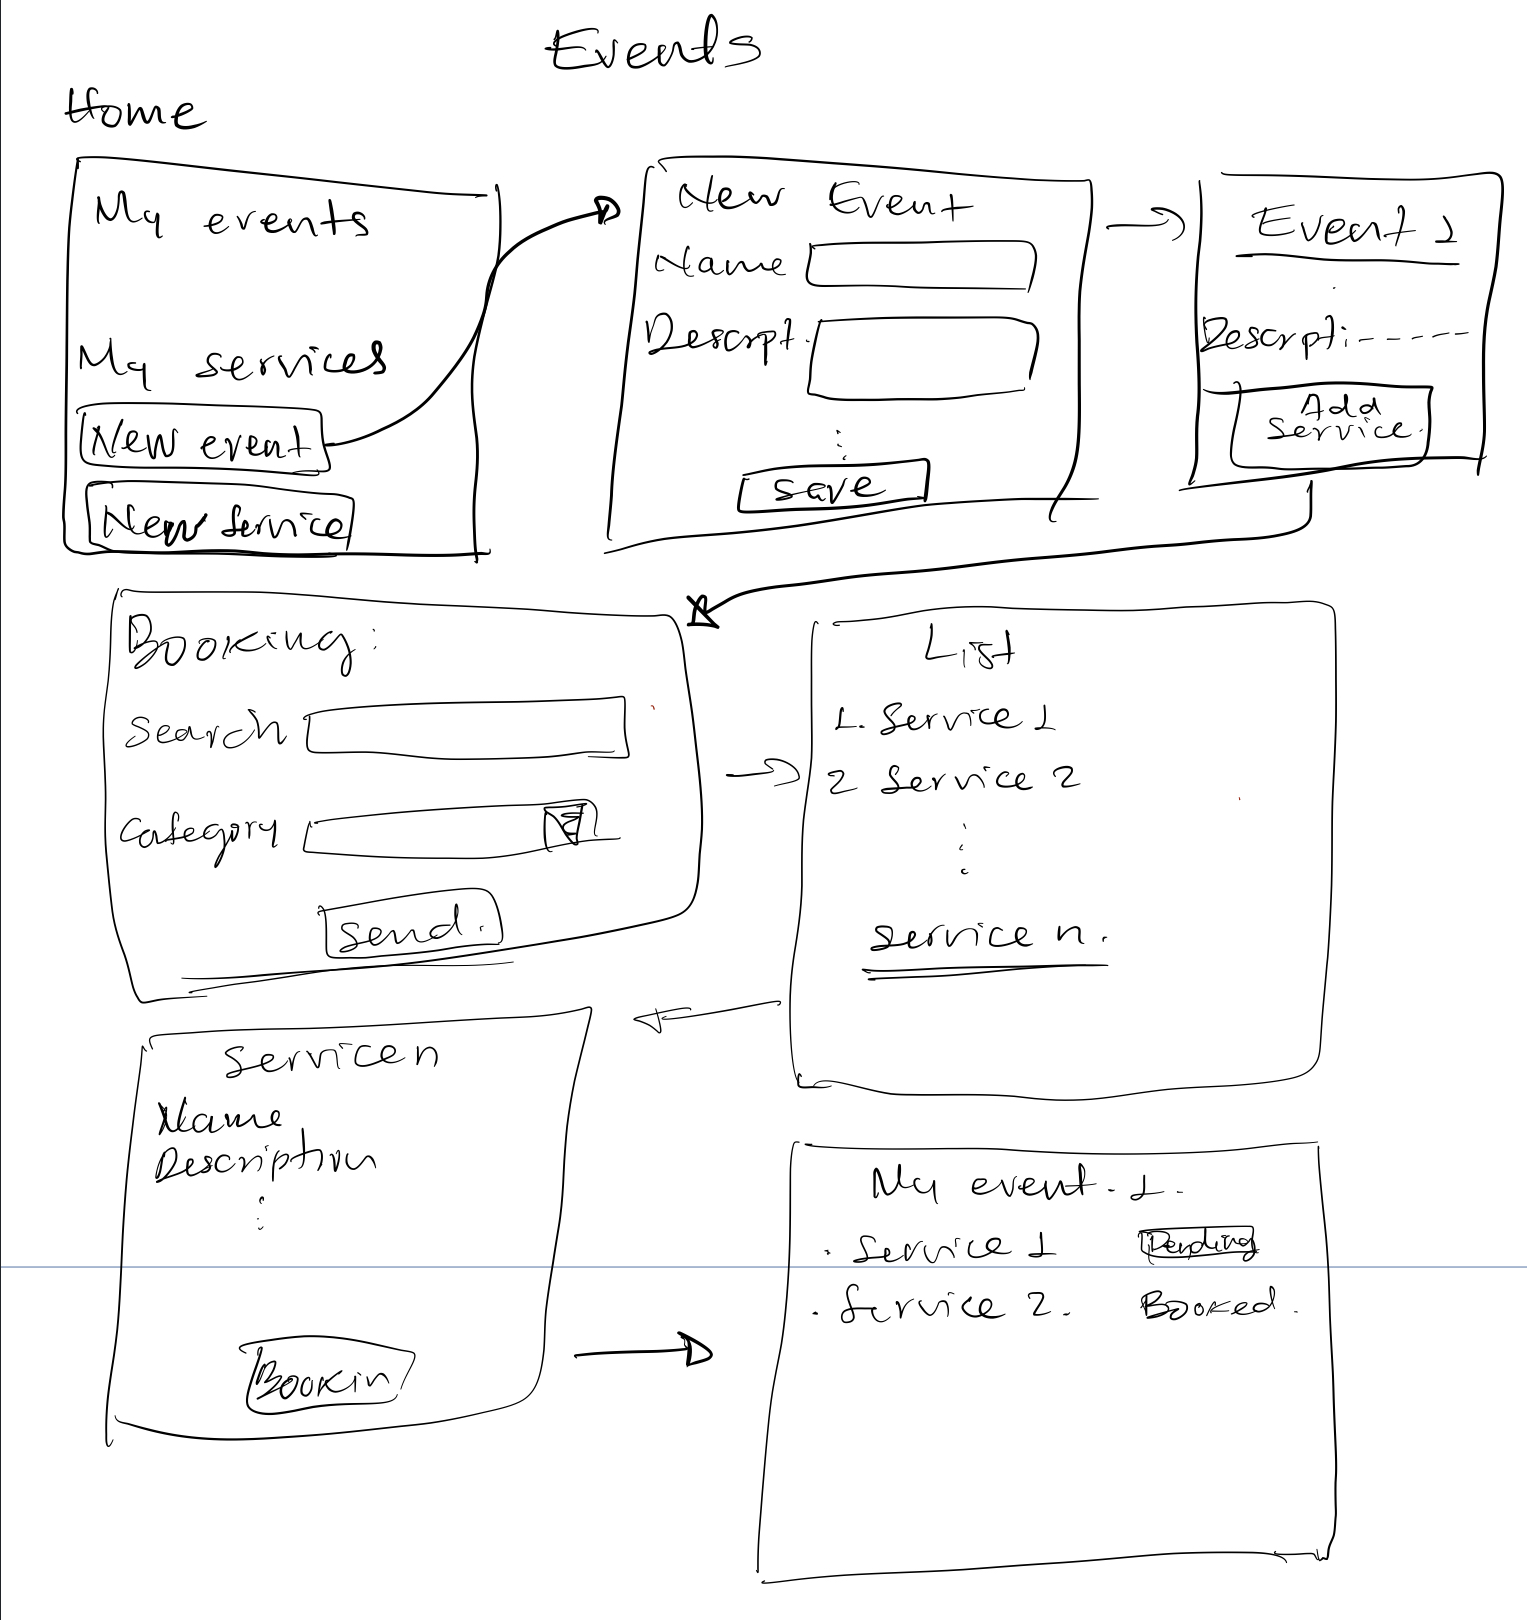 Events
Home
My events
My services
New event
New Service
New Event
Name
Descrpt.
save
Event 1
Descrpt:------
Add
Service.
Booking:
Search
Category
Send.
List
1. Service 1
2 Service 2
service n.
Service n
Name
Description
Bookin
My event. 1.
. Service 1 Pending
. Service 2. Booked.